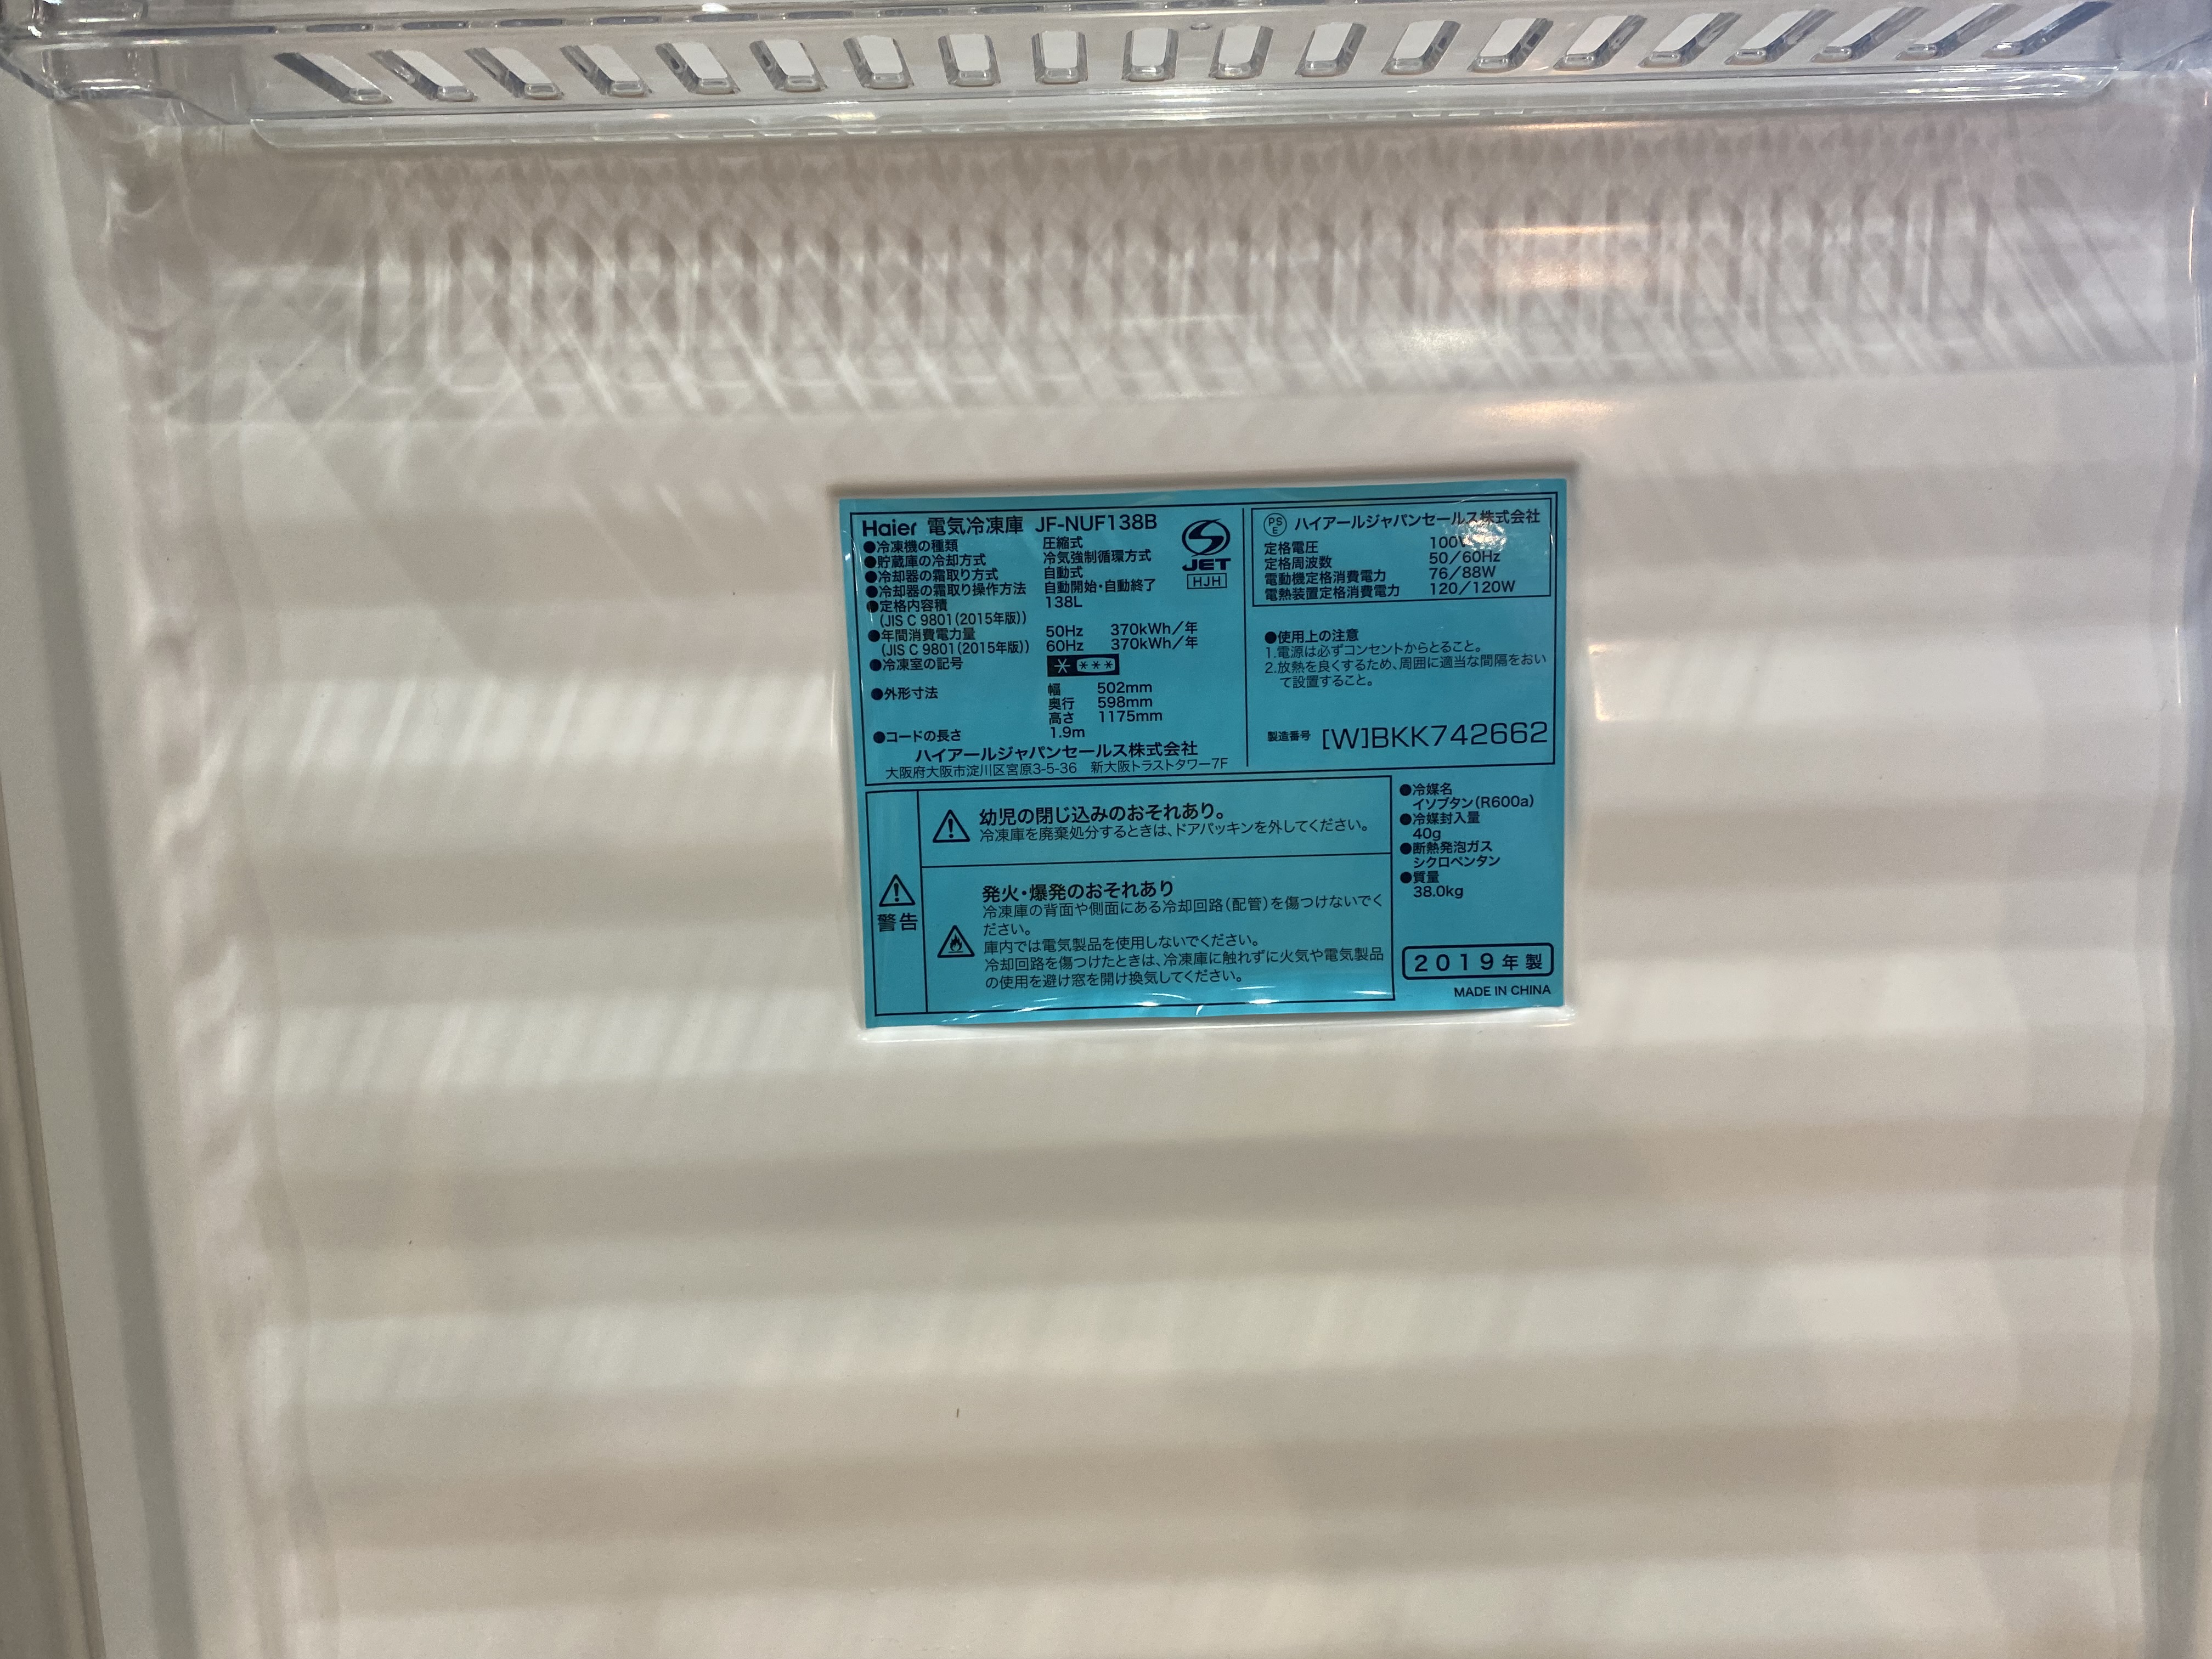 Haier 電気冷凍庫 JF-NUF138B
●冷凍機の種類 圧縮式
●貯蔵庫の冷却方式 冷気強制循環方式
●冷却器の霜取り方式 自動式
●冷却器の霜取り操作方法 自動開始・自動終了
●定格内容積 138L
(JIS C 9801(2015年版))
●年間消費電力量 50Hz 370kWh/年
(JIS C 9801(2015年版)) 60Hz 370kWh/年
●冷凍室の記号 * ***
●外形寸法 幅 502mm
奥行 598mm
高さ 1175mm
●コードの長さ 1.9m
ハイアールジャパンセールス株式会社
大阪府大阪市淀川区宮原3-5-36 新大阪トラストタワー7F
JET
HJH
PS
E
ハイアールジャパンセールス株式会社
定格電圧 100V
定格周波数 50/60Hz
電動機定格消費電力 76/88W
電熱装置定格消費電力 120/120W
●使用上の注意
1.電源は必ずコンセントからとること。
2.放熱を良くするため、周囲に適当な間隔をおい
て設置すること。
製造番号 [W]BKK742662
警告
幼児の閉じ込みのおそれあり。
冷凍庫を廃棄処分するときは、ドアパッキンを外してください。
発火・爆発のおそれあり
冷凍庫の背面や側面にある冷却回路(配管)を傷つけないでく
ださい。
庫内では電気製品を使用しないでください。
冷却回路を傷つけたときは、冷凍庫に触れずに火気や電気製品
の使用を避け窓を開け換気してください。
●冷媒名
イソブタン(R600a)
●冷媒封入量
40g
●断熱発泡ガス
シクロペンタン
●質量
38.0kg
2019年製
MADE IN CHINA